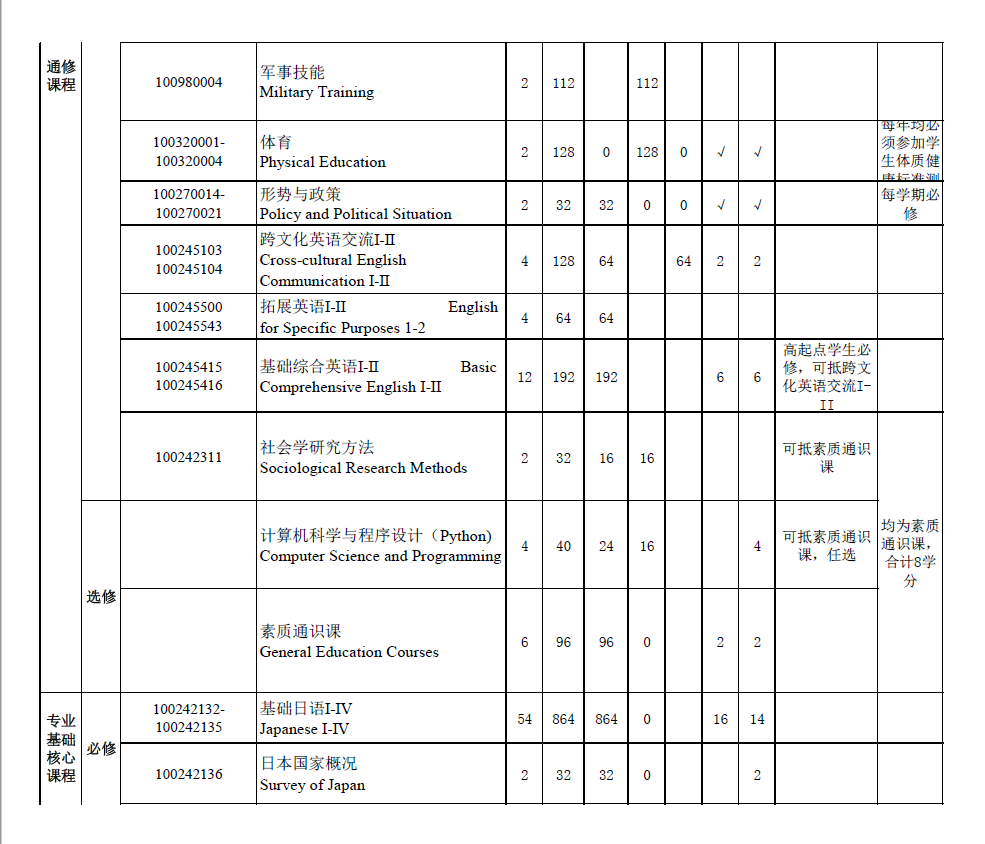 通修
课程
100980004
军事技能
Military Training
2
112
112
100320001-
100320004
体育
Physical Education
2
128
0
128
0
√
√
每年均必
须参加学
生体质健
康标准测
100270014-
100270021
形势与政策
Policy and Political Situation
2
32
32
0
0
√
√
每学期必
修
100245103
100245104
跨文化英语交流I-II
Cross-cultural English
Communication I-II
4
128
64
64
2
2
100245500
100245543
拓展英语I-II English
for Specific Purposes 1-2
4
64
64
100245415
100245416
基础综合英语I-II Basic
Comprehensive English I-II
12
192
192
6
6
高起点学生必
修，可抵跨文
化英语交流I-
II
100242311
社会学研究方法
Sociological Research Methods
2
32
16
16
可抵素质通识
课
选修
计算机科学与程序设计（Python)
Computer Science and Programming
4
40
24
16
4
可抵素质通识
课，任选
均为素质
通识课，
合计8学
分
素质通识课
General Education Courses
6
96
96
0
2
2
专业
基础
核心
课程
必修
100242132-
100242135
基础日语I-IV
Japanese I-IV
54
864
864
0
16
14
100242136
日本国家概况
Survey of Japan
2
32
32
0
2